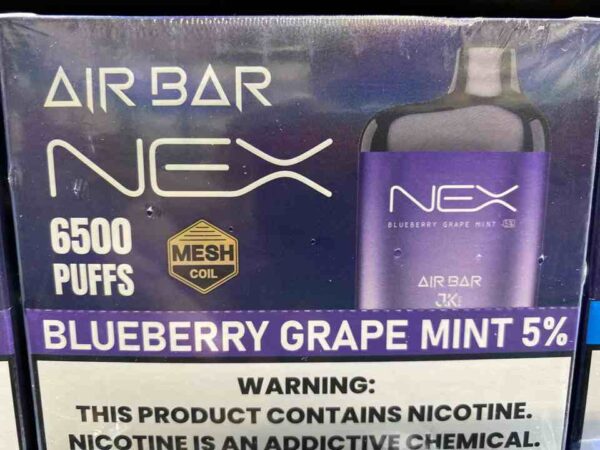 AIR BAR
NEX
6500
PUFFS
MESH
COIL
NEX
BLUEBERRY GRAPE MINT 5%
AIR BAR
BLUEBERRY GRAPE MINT 5%
WARNING:
THIS PRODUCT CONTAINS NICOTINE.
NICOTINE IS AN ADDICTIVE CHEMICAL.